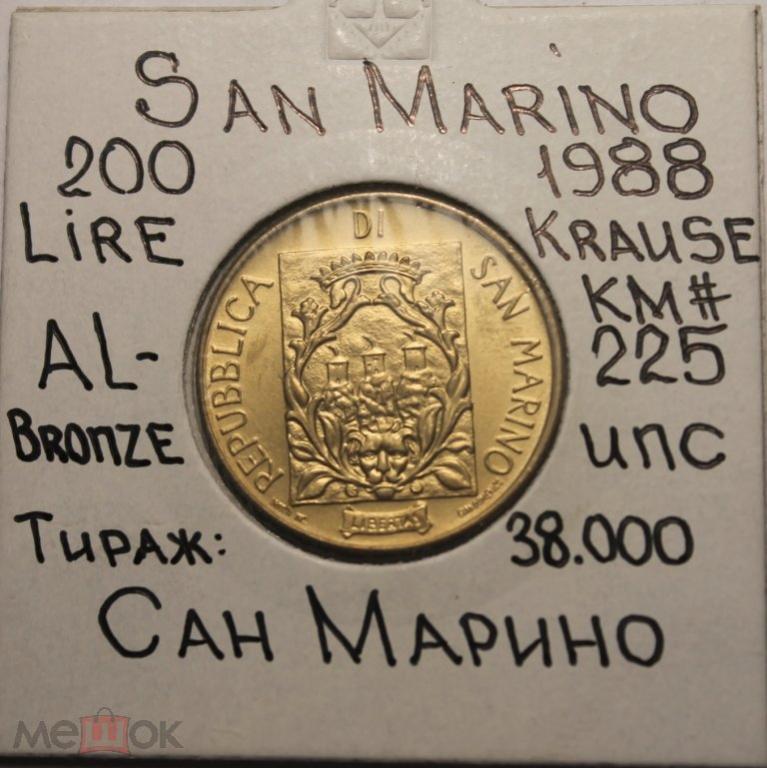 SAN MARINO
200 1988
LiRE KRAUSE
KM#
AL- 225
BRONZE UNC
ТИРАЖ: 38.000
САН МАРИНО
REPUBBLICA DI SAN MARINO
LIBERTAS
мешок